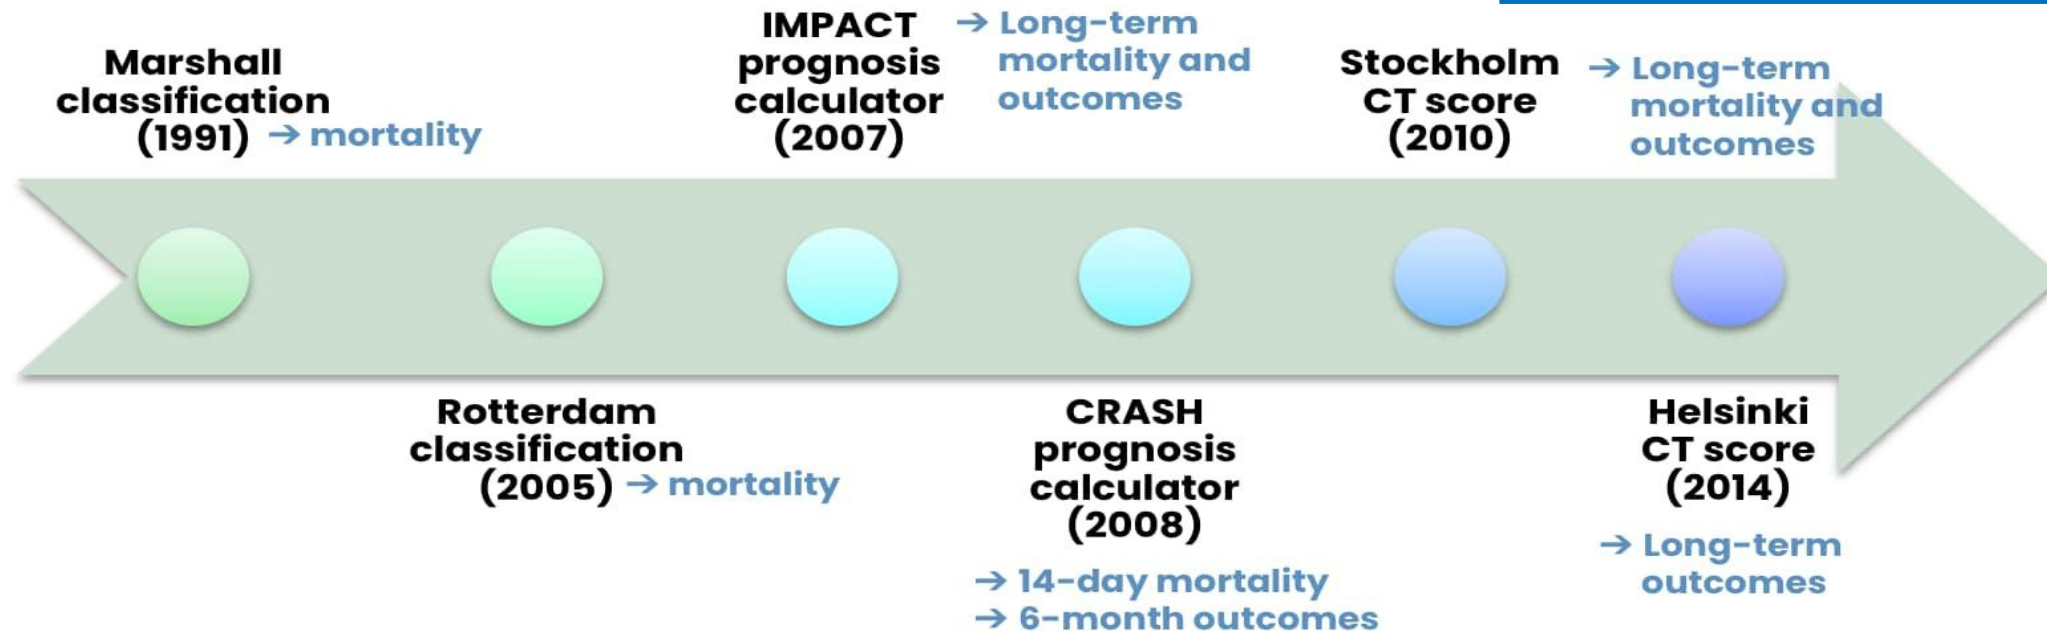 Marshall
classification
(1991) → mortality
IMPACT
prognosis
calculator
(2007)
→ Long-term
mortality and
outcomes
Stockholm
CT score
(2010)
→ Long-term
mortality and
outcomes
Rotterdam
classification
(2005) → mortality
CRASH
prognosis
calculator
(2008)
→ 14-day mortality
→ 6-month outcomes
Helsinki
CT score
(2014)
→ Long-term
outcomes